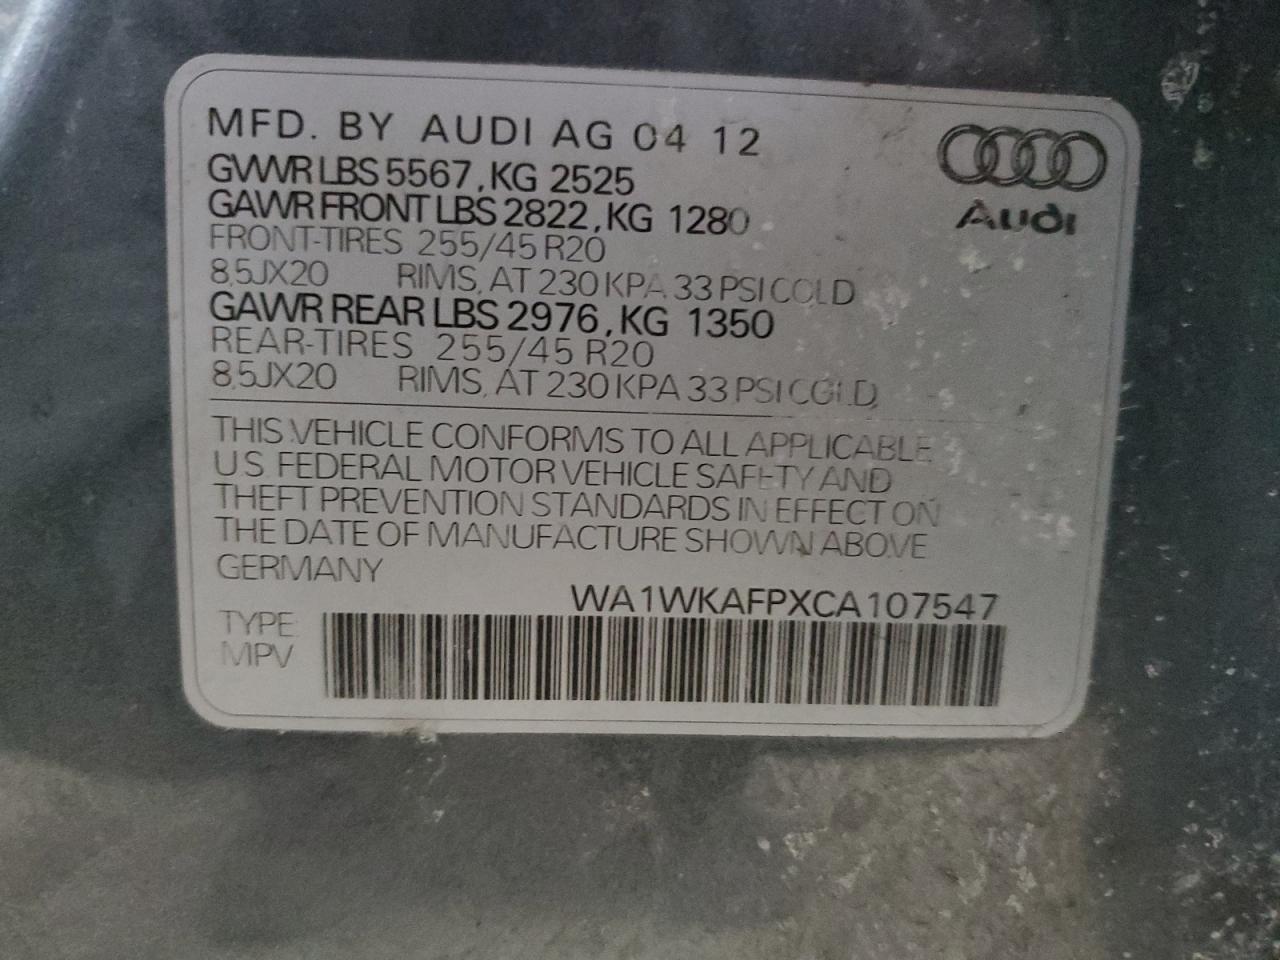 MFD. BY AUDI AG 04 12
GVWR LBS 5567, KG 2525
GAWR FRONT LBS 2822, KG 1280
FRONT-TIRES 255/45 R20
8,5JX20 RIMS, AT 230 KPA 33 PSI COLD
GAWR REAR LBS 2976, KG 1350
REAR-TIRES 255/45 R20
8,5JX20 RIMS, AT 230 KPA 33 PSI COLD,
THIS VEHICLE CONFORMS TO ALL APPLICABLE
U.S. FEDERAL MOTOR VEHICLE SAFETY AND
THEFT PREVENTION STANDARDS IN EFFECT ON
THE DATE OF MANUFACTURE SHOWN ABOVE
GERMANY
WA1WKAFPXCA107547
TYPE:
MPV
Audi